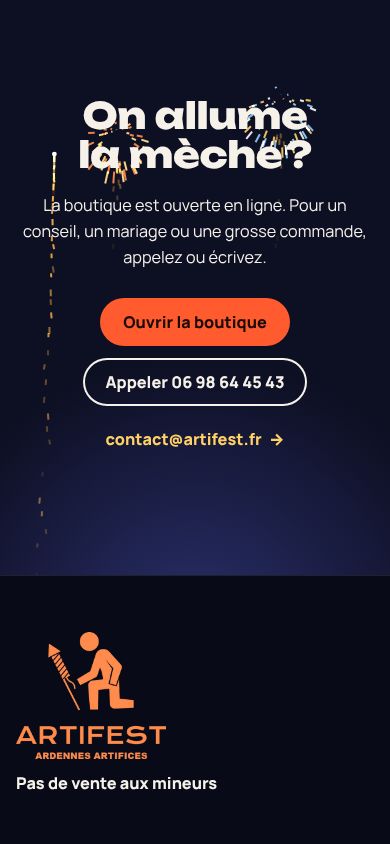 On allume
la mèche ?
La boutique est ouverte en ligne. Pour un
conseil, un mariage ou une grosse commande,
appelez ou écrivez.
Ouvrir la boutique
Appeler 06 98 64 45 43
contact@artifest.fr →
ARTIFEST
ARDENNES ARTIFICES
Pas de vente aux mineurs